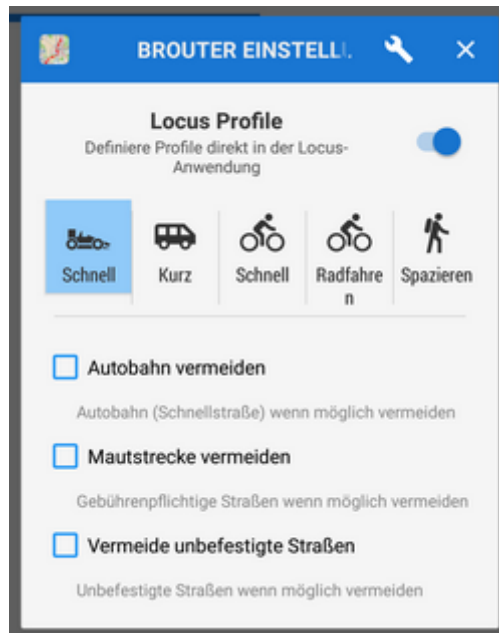 BROUTER EINSTELL
Locus Profile
Definiere Profile direkt in der Locus-
Anwendung
Schnell Kurz Schnell Radfahre Spazieren
n
Autobahn vermeiden
Autobahn (Schnellstraße) wenn möglich vermeiden
Mautstrecke vermeiden
Gebührenpflichtige Straßen wenn möglich vermeiden
Vermeide unbefestigte Straßen
Unbefestigte Straßen wenn möglich vermeiden